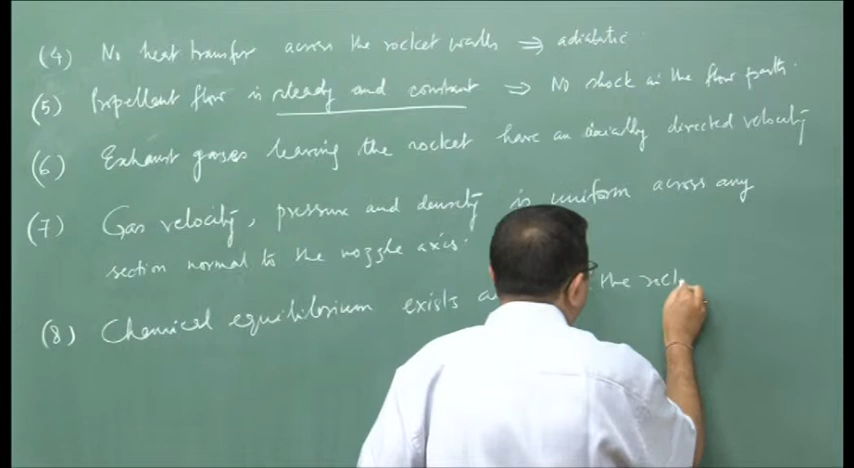 (4) No heat transfer across the rocket walls ⇒ adiabatic.
(5) Propellant flow is steady and constant ⇒ No shock in the flow path.
(6) Exhaust gases leaving the rocket have an axially directed velocity
(7) Gas velocity, pressure and density is uniform across any
section normal to the nozzle axis.
(8) Chemical equilibrium exists the rock